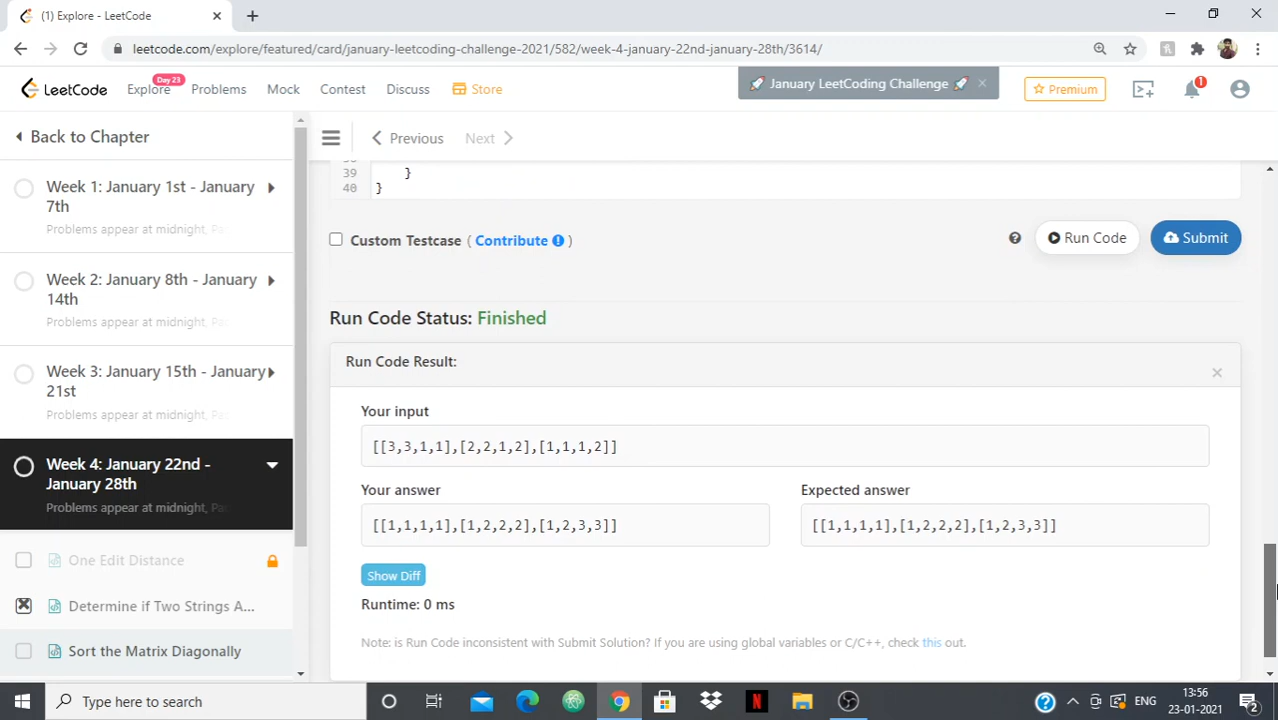 (1) Explore - LeetCode
leetcode.com/explore/featured/card/january-leetcoding-challenge-2021/582/week-4-january-22nd-january-28th/3614/
LeetCode
Explore
Day 23
Problems
Mock
Contest
Discuss
Store
🚀 January LeetCoding Challenge 🚀
Premium
1
Back to Chapter
Previous
Next
Week 1: January 1st - January
7th
Problems appear at midnight, Pa
Week 2: January 8th - January
14th
Problems appear at midnight, Pa
Week 3: January 15th - January
21st
Problems appear at midnight, Pa
Week 4: January 22nd -
January 28th
Problems appear at midnight, Pa
One Edit Distance
Determine if Two Strings A...
Sort the Matrix Diagonally
39 }
40 }
Custom Testcase ( Contribute )
Run Code
Submit
Run Code Status: Finished
Run Code Result:
Your input
[[3,3,1,1],[2,2,1,2],[1,1,1,2]]
Your answer
Expected answer
[[1,1,1,1],[1,2,2,2],[1,2,3,3]]
[[1,1,1,1],[1,2,2,2],[1,2,3,3]]
Show Diff
Runtime: 0 ms
Note: is Run Code inconsistent with Submit Solution? If you are using global variables or C/C++, check this out.
Type here to search
ENG
13:56
23-01-2021
2